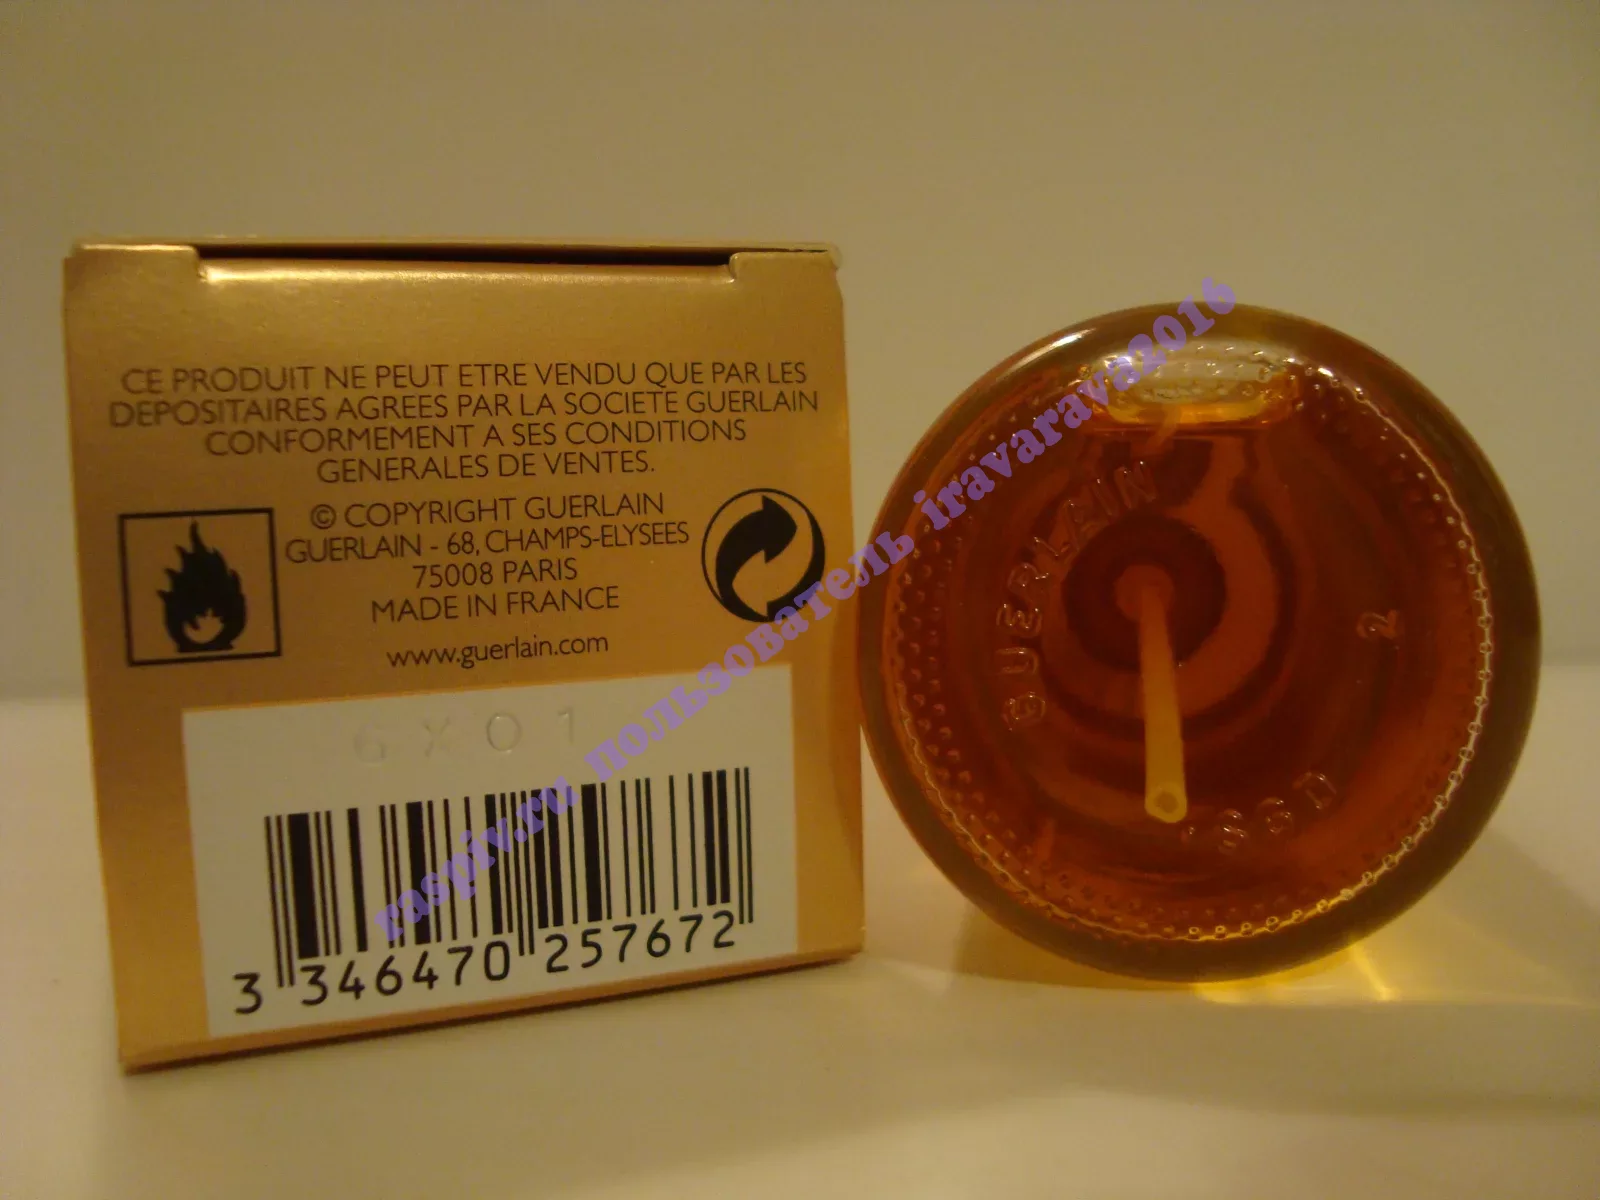 CE PRODUIT NE PEUT ETRE VENDU QUE PAR LES
DEPOSITAIRES AGREES PAR LA SOCIETE GUERLAIN
CONFORMEMENT A SES CONDITIONS
GENERALES DE VENTES.
© COPYRIGHT GUERLAIN
GUERLAIN - 68, CHAMPS-ELYSEES
75008 PARIS
MADE IN FRANCE
www.guerlain.com
6X01
3 346470 257672
GUERLAIN
2
raspiv.ru пользователь iravarava2016